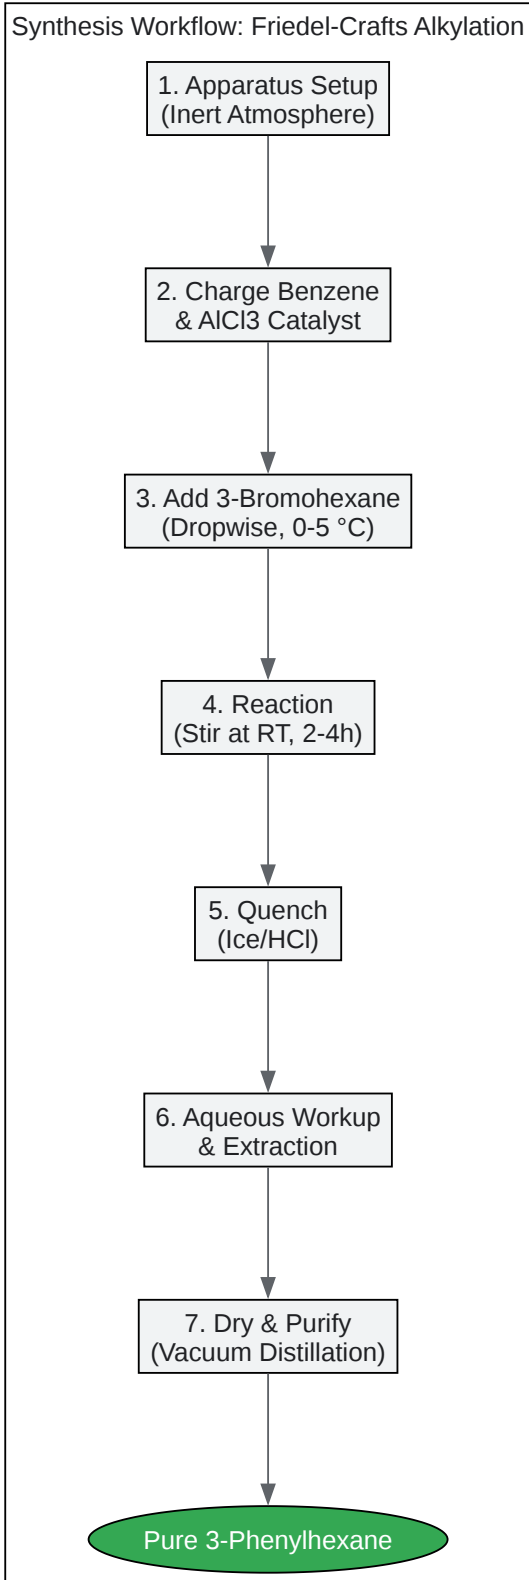 Synthesis Workflow: Friedel-Crafts Alkylation
1. Apparatus Setup
(Inert Atmosphere)
2. Charge Benzene
& AlCl3 Catalyst
3. Add 3-Bromohexane
(Dropwise, 0-5 °C)
4. Reaction
(Stir at RT, 2-4h)
5. Quench
(Ice/HCl)
6. Aqueous Workup
& Extraction
7. Dry & Purify
(Vacuum Distillation)
Pure 3-Phenylhexane